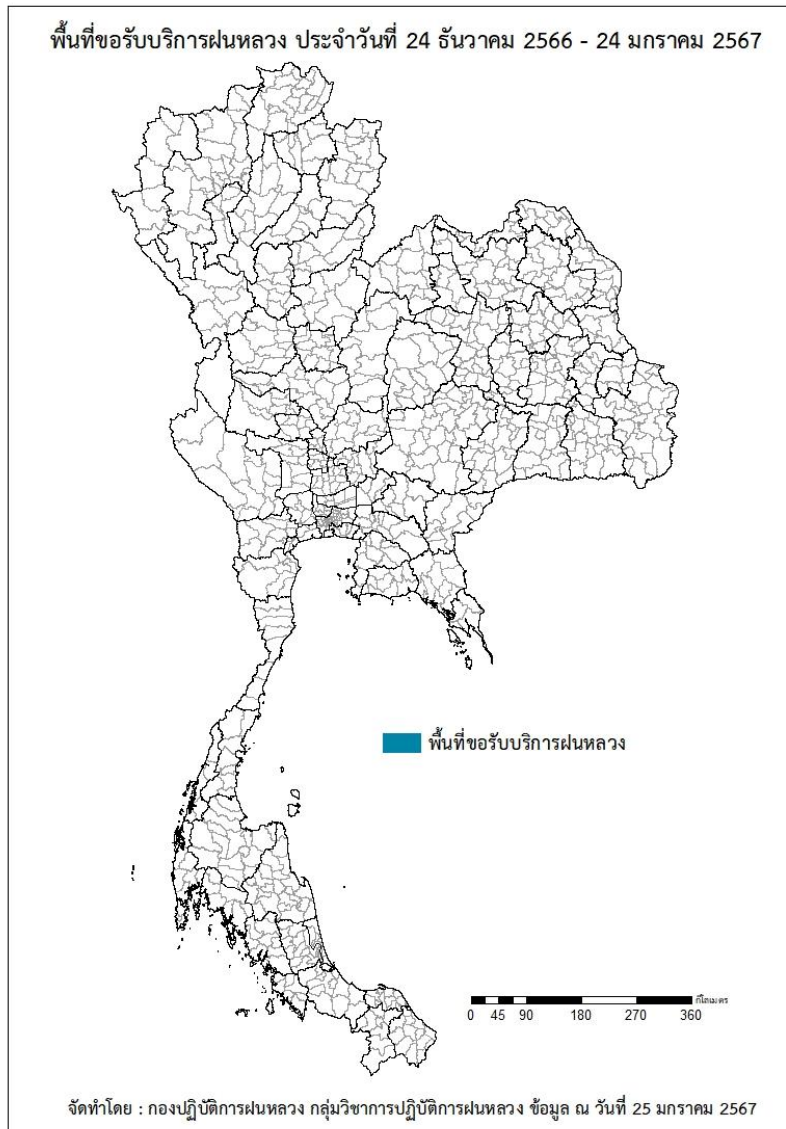 พื้นที่ขอรับบริการฝนหลวง ประจำวันที่ 24 ธันวาคม 2566 - 24 มกราคม 2567
พื้นที่ขอรับบริการฝนหลวง
กิโลเมตร
0 45 90 180 270 360
จัดทำโดย : กองปฏิบัติการฝนหลวง กลุ่มวิชาการปฏิบัติการฝนหลวง ข้อมูล ณ วันที่ 25 มกราคม 2567